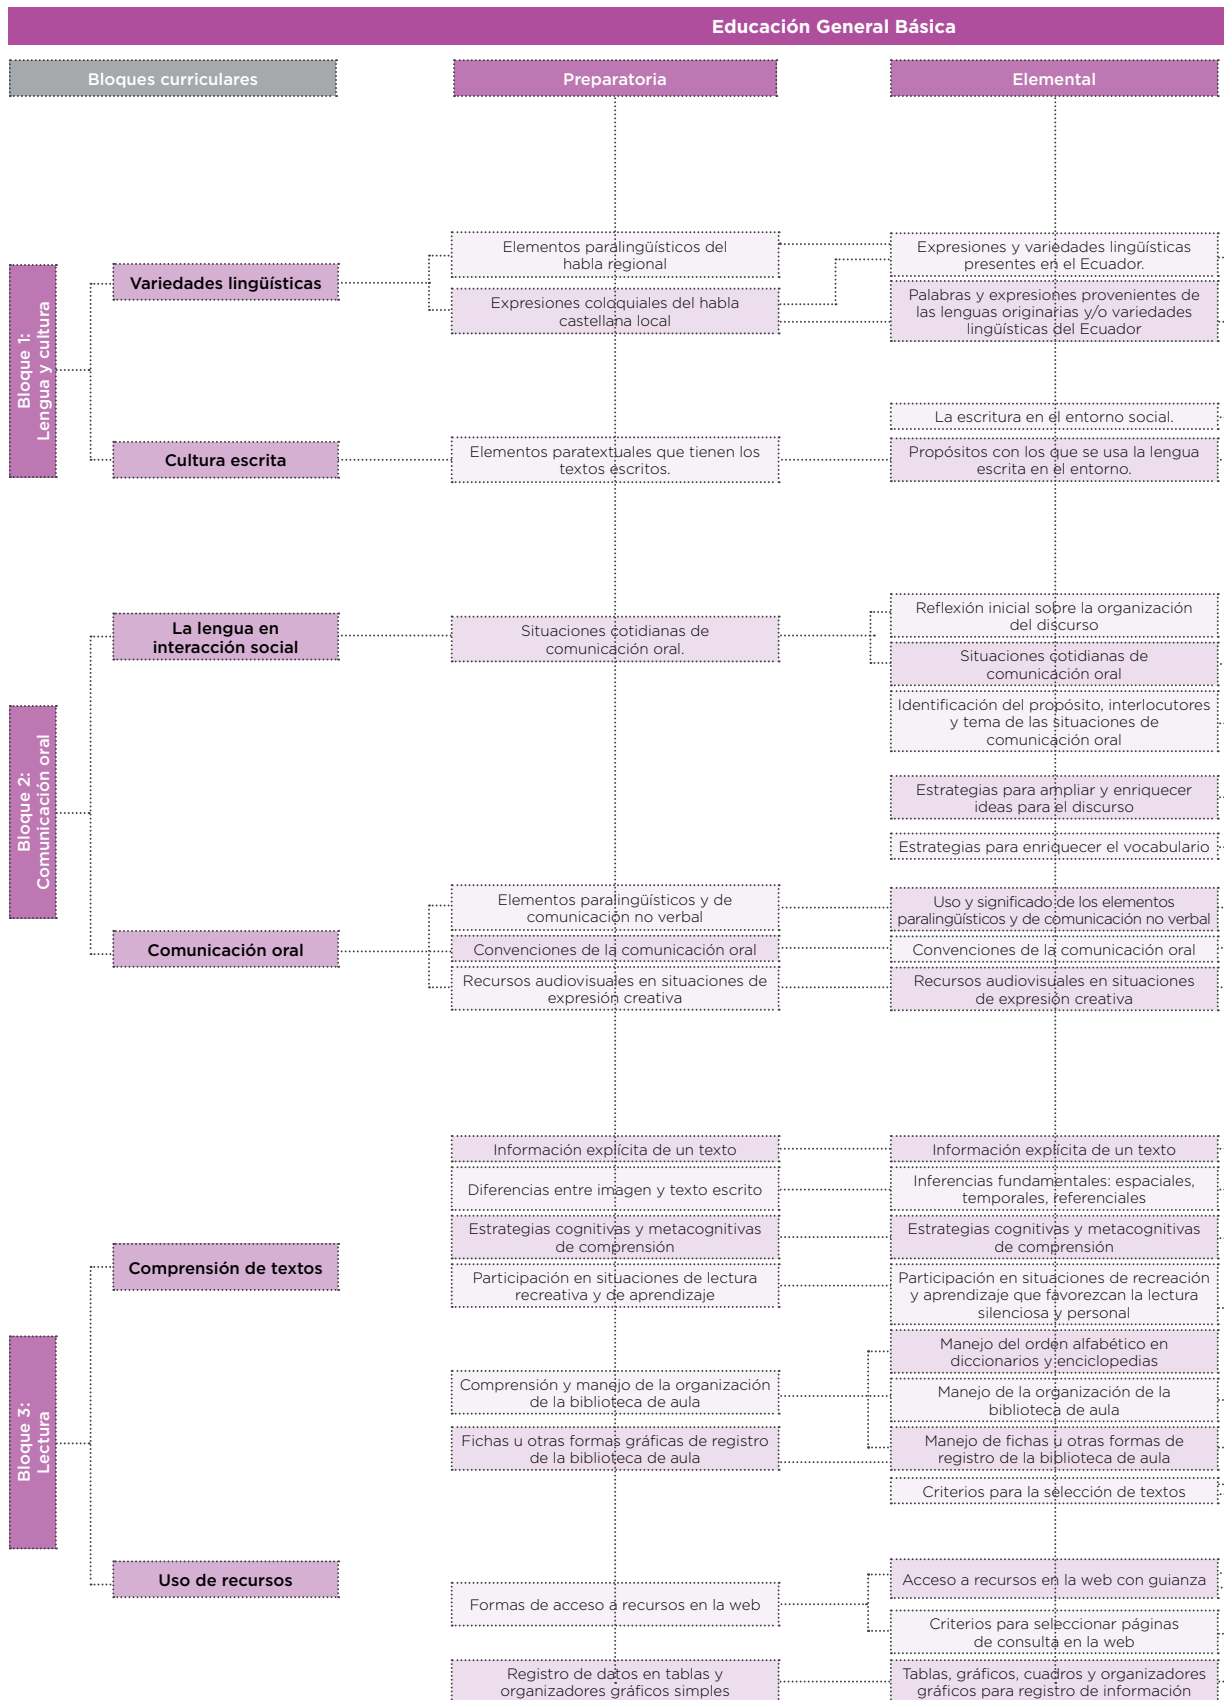 Educación General Básica
Bloques curriculares
Preparatoria
Elemental
Bloque 1:
Lengua y cultura
Variedades lingüísticas
Elementos paralingüísticos del
habla regional
Expresiones coloquiales del habla
castellana local
Expresiones y variedades lingüísticas
presentes en el Ecuador.
Palabras y expresiones provenientes de
las lenguas originarias y/o variedades
lingüísticas del Ecuador
Cultura escrita
Elementos paratextuales que tienen los
textos escritos.
La escritura en el entorno social.
Propósitos con los que se usa la lengua
escrita en el entorno.
Bloque 2:
Comunicación oral
La lengua en
interacción social
Situaciones cotidianas de
comunicación oral.
Reflexión inicial sobre la organización
del discurso
Situaciones cotidianas de
comunicación oral
Identificación del propósito, interlocutores
y tema de las situaciones de
comunicación oral
Estrategias para ampliar y enriquecer
ideas para el discurso
Estrategias para enriquecer el vocabulario
Comunicación oral
Elementos paralingüísticos y de
comunicación no verbal
Convenciones de la comunicación oral
Recursos audiovisuales en situaciones de
expresión creativa
Uso y significado de los elementos
paralingüísticos y de comunicación no verbal
Convenciones de la comunicación oral
Recursos audiovisuales en situaciones
de expresión creativa
Bloque 3:
Lectura
Comprensión de textos
Información explícita de un texto
Diferencias entre imagen y texto escrito
Estrategias cognitivas y metacognitivas
de comprensión
Participación en situaciones de lectura
recreativa y de aprendizaje
Información explícita de un texto
Inferencias fundamentales: espaciales,
temporales, referenciales
Estrategias cognitivas y metacognitivas
de comprensión
Participación en situaciones de recreación
y aprendizaje que favorezcan la lectura
silenciosa y personal
Comprensión y manejo de la organización
de la biblioteca de aula
Fichas u otras formas gráficas de registro
de la biblioteca de aula
Manejo del orden alfabético en
diccionarios y enciclopedias
Manejo de la organización de la
biblioteca de aula
Manejo de fichas u otras formas de
registro de la biblioteca de aula
Criterios para la selección de textos
Uso de recursos
Formas de acceso a recursos en la web
Acceso a recursos en la web con guianza
Criterios para seleccionar páginas
de consulta en la web
Registro de datos en tablas y
organizadores gráficos simples
Tablas, gráficos, cuadros y organizadores
gráficos para registro de información